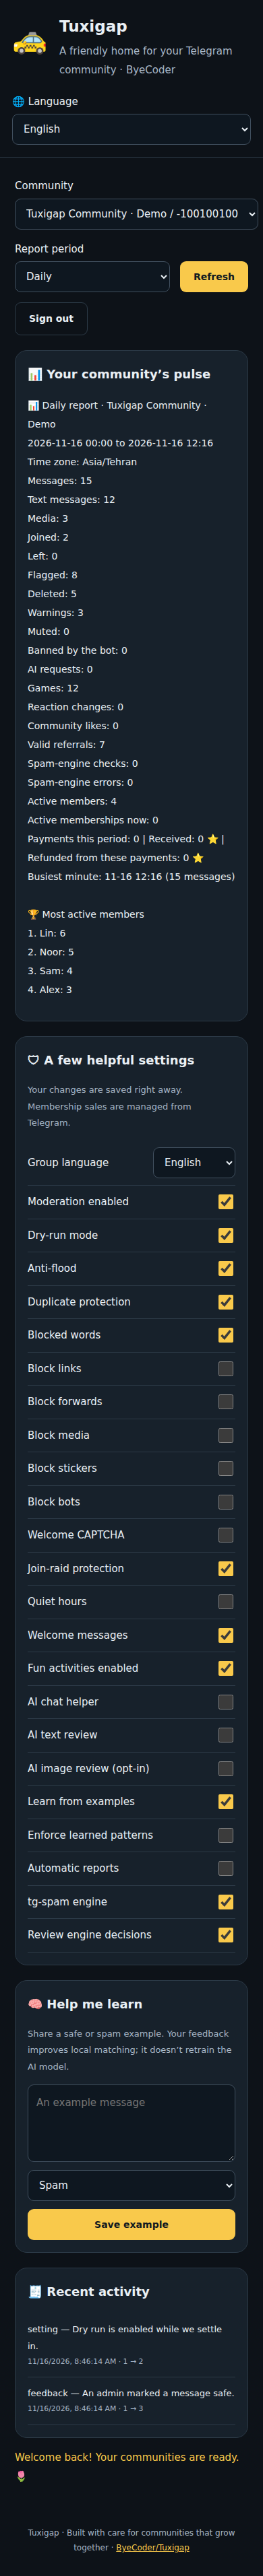 Tuxigap
A friendly home for your Telegram
community · ByeCoder
🌐 Language
English
Community
Tuxigap Community · Demo / -100100100
Report period
Daily
Refresh
Sign out
📊 Your community’s pulse
📊 Daily report · Tuxigap Community ·
Demo
2026-11-16 00:00 to 2026-11-16 12:16
Time zone: Asia/Tehran
Messages: 15
Text messages: 12
Media: 3
Joined: 2
Left: 0
Flagged: 8
Deleted: 5
Warnings: 3
Muted: 0
Banned by the bot: 0
AI requests: 0
Games: 12
Reaction changes: 0
Community likes: 0
Valid referrals: 7
Spam-engine checks: 0
Spam-engine errors: 0
Active members: 4
Active memberships now: 0
Payments this period: 0 | Received: 0 ⭐ |
Refunded from these payments: 0 ⭐
Busiest minute: 11-16 12:16 (15 messages)
🏆 Most active members
1. Lin: 6
2. Noor: 5
3. Sam: 4
4. Alex: 3
🛡 A few helpful settings
Your changes are saved right away.
Membership sales are managed from
Telegram.
Group language English
Moderation enabled
Dry-run mode
Anti-flood
Duplicate protection
Blocked words
Block links
Block forwards
Block media
Block stickers
Block bots
Welcome CAPTCHA
Join-raid protection
Quiet hours
Welcome messages
Fun activities enabled
AI chat helper
AI text review
AI image review (opt-in)
Learn from examples
Enforce learned patterns
Automatic reports
tg-spam engine
Review engine decisions
🧠 Help me learn
Share a safe or spam example. Your feedback
improves local matching; it doesn’t retrain the
AI model.
An example message
Spam
Save example
🧾 Recent activity
setting — Dry run is enabled while we settle
in.
11/16/2026, 8:46:14 AM · 1 → 2
feedback — An admin marked a message safe.
11/16/2026, 8:46:14 AM · 1 → 3
Welcome back! Your communities are ready.
🌷
Tuxigap · Built with care for communities that grow
together · ByeCoder/Tuxigap